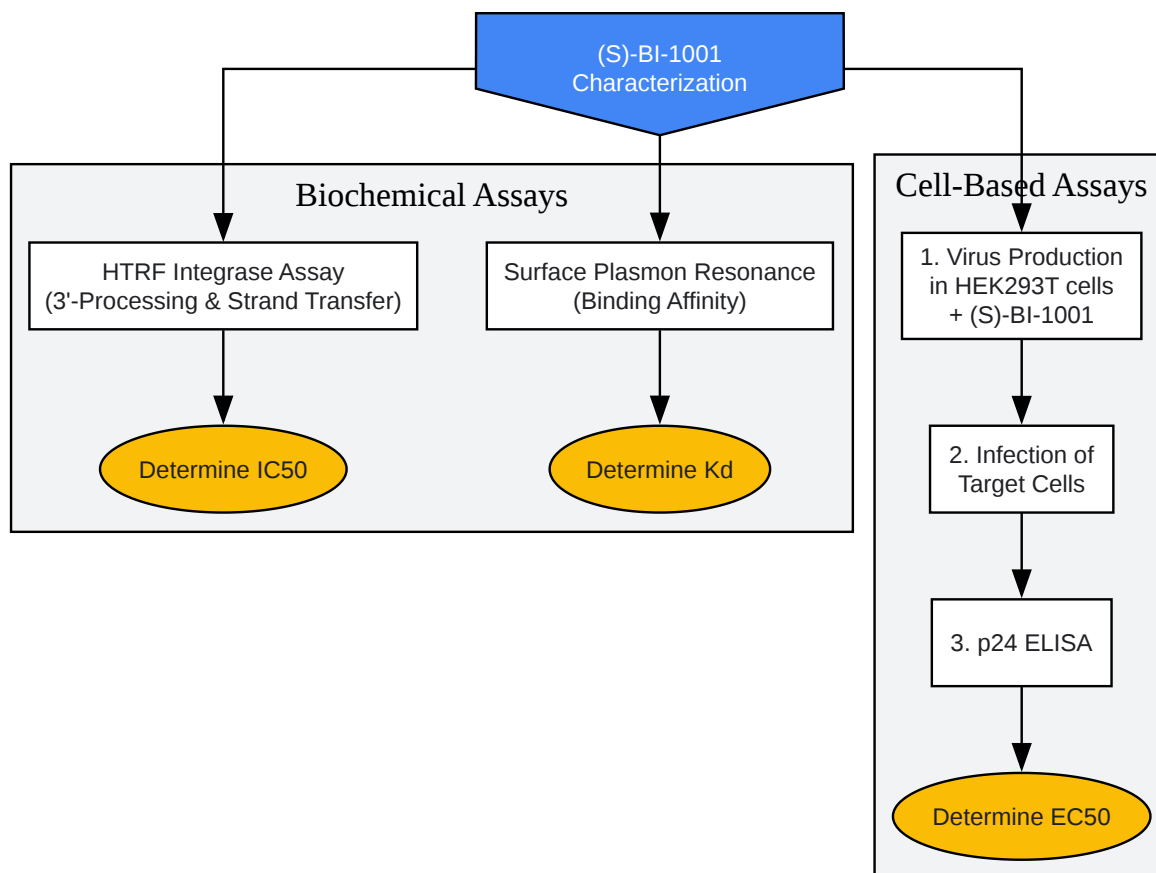 (S)-BI-1001
Characterization
Biochemical Assays
HTRF Integrase Assay
(3'-Processing & Strand Transfer)
Surface Plasmon Resonance
(Binding Affinity)
Determine IC50
Determine Kd
Cell-Based Assays
1. Virus Production
in HEK293T cells
+ (S)-BI-1001
2. Infection of
Target Cells
3. p24 ELISA
Determine EC50